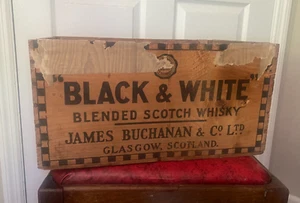 "BLACK & WHITE"
BLENDED SCOTCH WHISKY
JAMES BUCHANAN & Co LTD
GLASGOW, SCOTLAND.